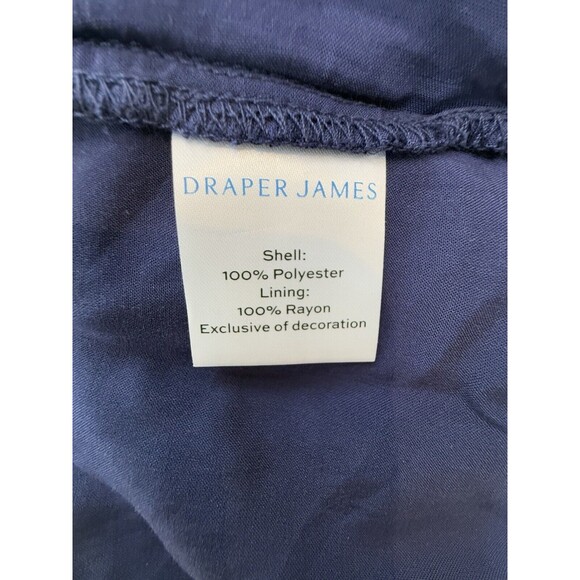 DRAPER JAMES
Shell:
100% Polyester
Lining:
100% Rayon
Exclusive of decoration